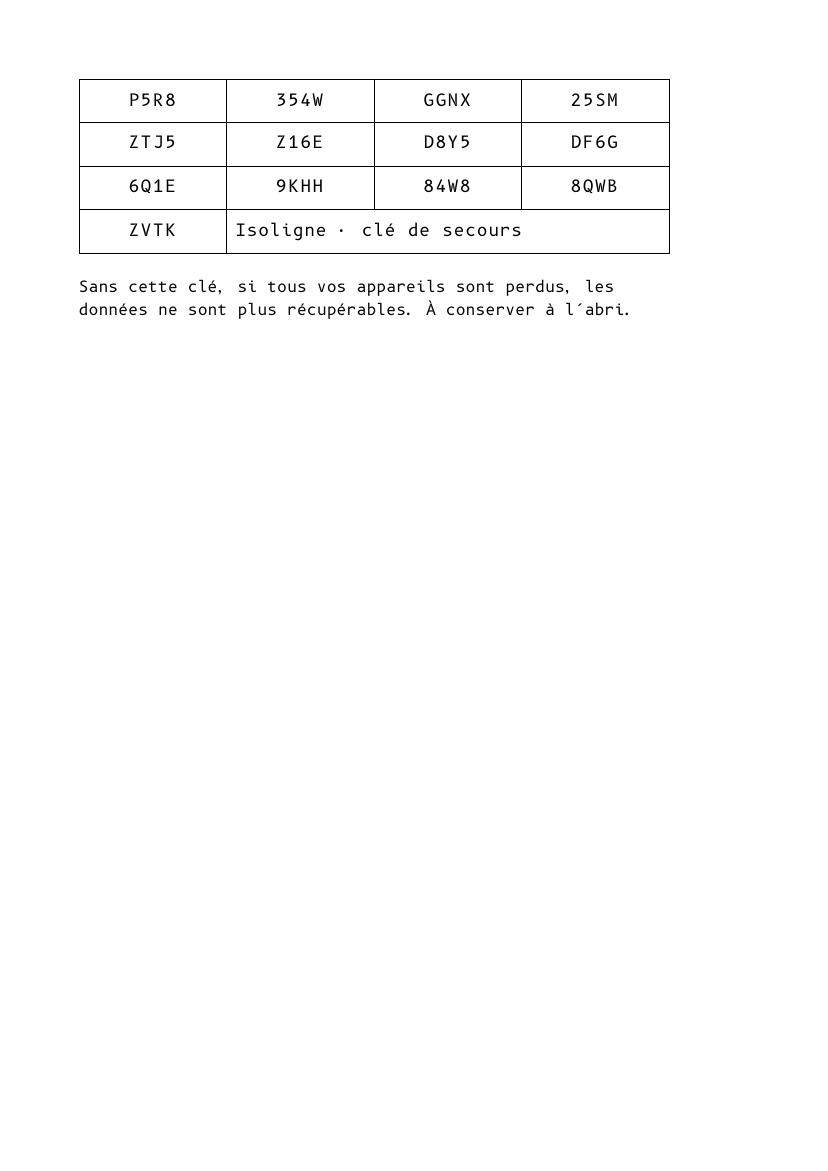 P5R8 354W GGNX 25SM
ZTJ5 Z16E D8Y5 DF6G
6Q1E 9KHH 84W8 8QWB
ZVTK Isoligne · clé de secours
Sans cette clé, si tous vos appareils sont perdus, les
données ne sont plus récupérables. À conserver à l´abri.